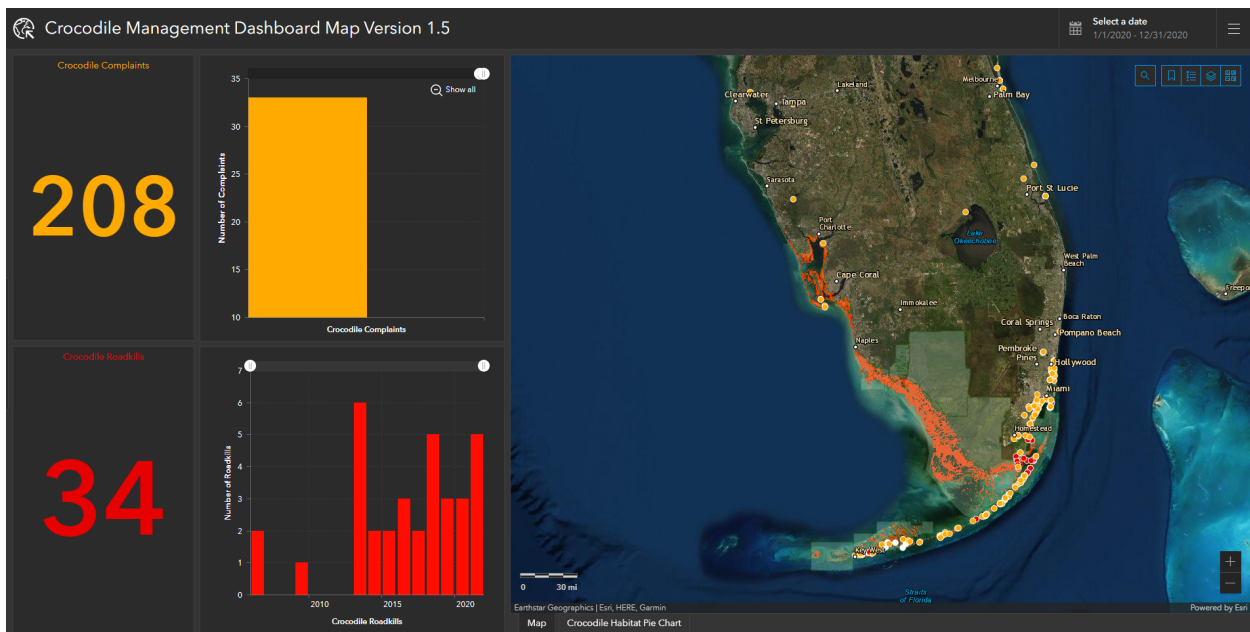 Crocodile Management Dashboard Map Version 1.5
Select a date
1/1/2020 - 12/31/2020
Crocodile Complaints
208
Number of Complaints
35
30
25
20
15
10
Show all
Crocodile Complaints
Crocodile Roadkills
34
Number of Roadkills
7
6
5
4
3
2
1
0
2010
2015
2020
Crocodile Roadkills
Melbourne
Palm Bay
Lakeland
Clearwater
Tampa
St Petersburg
Sarasota
Port St Lucie
Port
Charlotte
Lake
Okeechobee
West Palm
Beach
Cape Coral
Freepo
Immokalee
Boca Raton
Coral Springs
Pompano Beach
Naples
Pembroke
Pines
Hollywood
Miami
Homestead
Key West
Straits
of Florida
0 30 mi
Earthstar Geographics | Esri, HERE, Garmin
Powered by Esri
Map
Crocodile Habitat Pie Chart